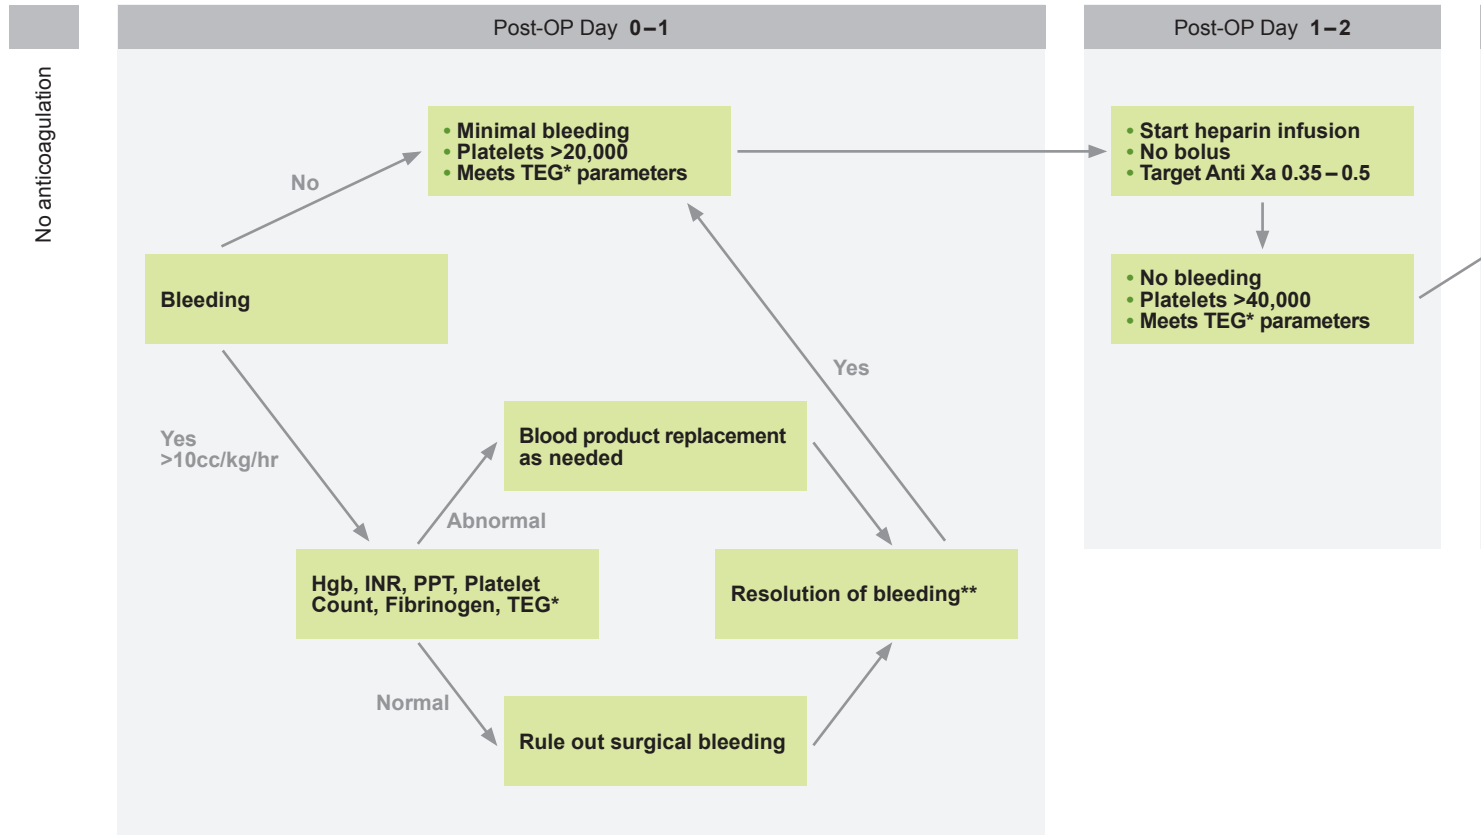 No anticoagulation
Post-OP Day 0–1
• Minimal bleeding
• Platelets >20,000
• Meets TEG* parameters
No
Bleeding
Yes
>10cc/kg/hr
Yes
Blood product replacement
as needed
Abnormal
Hgb, INR, PPT, Platelet
Count, Fibrinogen, TEG*
Resolution of bleeding**
Normal
Rule out surgical bleeding
Post-OP Day 1–2
• Start heparin infusion
• No bolus
• Target Anti Xa 0.35–0.5
• No bleeding
• Platelets >40,000
• Meets TEG* parameters